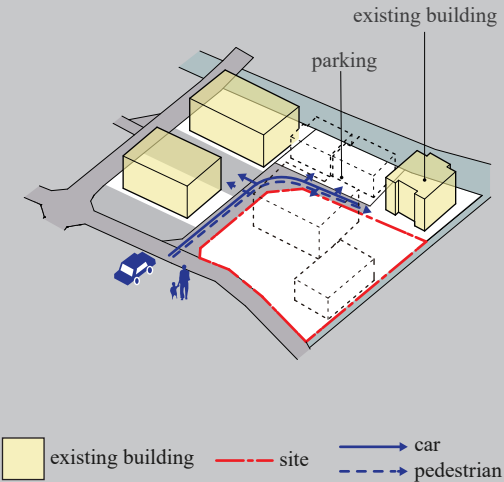 existing building
parking
existing building
site
car
pedestrian